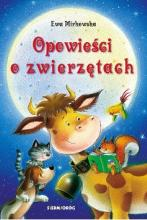 Ewa Mirkowska
Opowieści
o zwierzętach
SIEDMIORÓG